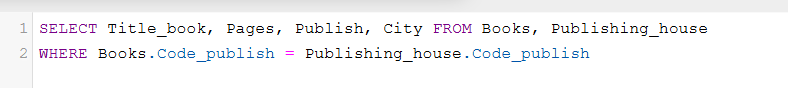 1 SELECT Title_book, Pages, Publish, City FROM Books, Publishing_house
2 WHERE Books.Code_publish = Publishing_house.Code_publish